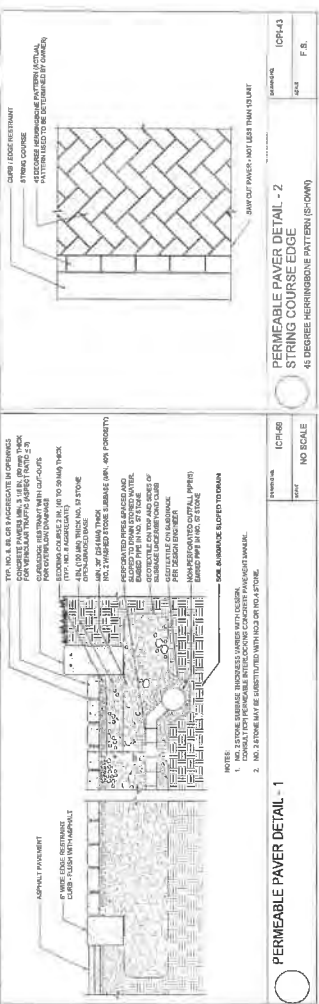 CURB / EDGE RESTRAINT
STRING COURSE
45 DEGREE HERRINGBONE PATTERN (ACTUAL
PATTERN USED TO BE DETERMINED BY OWNER)
SAW CUT PAVER - NOT LESS THAN 1/3 UNIT
PERMEABLE PAVER DETAIL - 2
STRING COURSE EDGE
45 DEGREE HERRINGBONE PATTERN (SHOWN)
DRAWING NO.
ICPI-43
SCALE
F.S.
ASPHALT PAVEMENT
6" WIDE EDGE RESTRAINT
CURB - FLUSH WITH ASPHALT
TYP. NO. 8, 89, OR 9 AGGREGATE IN OPENINGS
CONCRETE PAVERS MIN. 3 1/8 IN. (80 mm) THICK
FOR VEHICULAR TRAFFIC (ASPECT RATIO ≤ 3)
CURB/EDGE RESTRAINT WITH CUT-OUTS
FOR OVERFLOW DRAINAGE
BEDDING COURSE 2 IN. (40 TO 50 MM) THICK
(TYP. NO. 8 AGGREGATE)
4 IN. (100 MM) THICK NO. 57 STONE
OPEN-GRADED BASE
THICK
NO. 2 WASHED STONE SUBBASE (MIN. 40% POROSITY)
PERFORATED PIPES SPACED AND
SLOPED TO DRAIN STORED WATER.
EMBED PIPE IN NO. 57 STONE
GEOTEXTILE ON TOP AND SIDES OF
SUBBASE UNDER/BEYOND CURB
GEOTEXTILE ON SUBGRADE
PER DESIGN ENGINEER
NON-PERFORATED OUTFALL PIPE(S)
EMBED PIPE IN NO. 57 STONE
SOIL SUBGRADE SLOPED TO DRAIN
NOTES:
1. NO. 2 STONE SUBBASE THICKNESS VARIES WITH DESIGN.
CONSULT ICPI PERMEABLE INTERLOCKING CONCRETE PAVEMENT MANUAL.
2. NO. 2 STONE MAY BE SUBSTITUTED WITH NO.3 OR NO.4 STONE.
PERMEABLE PAVER DETAIL - 1
DRAWING NO.
ICPI-68
SCALE
NO SCALE